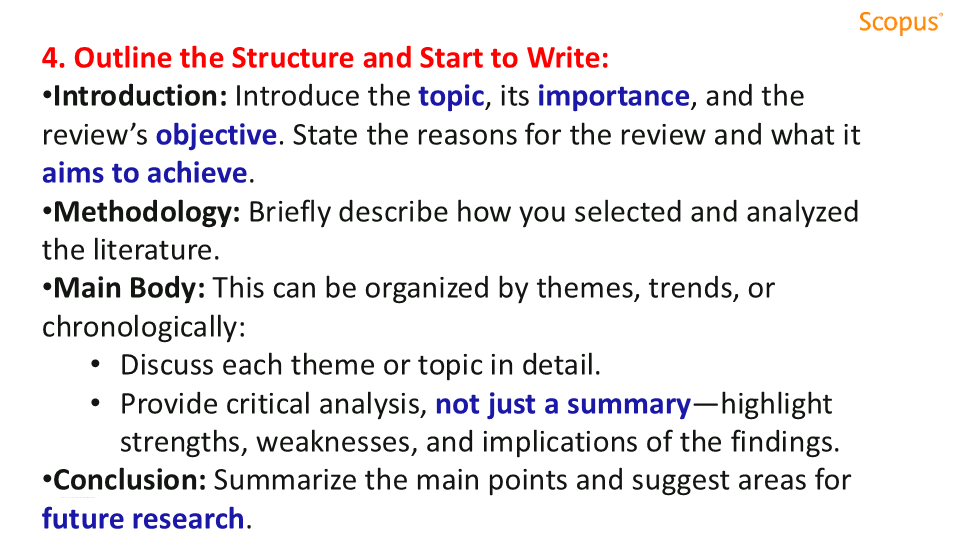 Scopus®
4. Outline the Structure and Start to Write:
•Introduction: Introduce the topic, its importance, and the
review’s objective. State the reasons for the review and what it
aims to achieve.
•Methodology: Briefly describe how you selected and analyzed
the literature.
•Main Body: This can be organized by themes, trends, or
chronologically:
• Discuss each theme or topic in detail.
• Provide critical analysis, not just a summary—highlight
strengths, weaknesses, and implications of the findings.
•Conclusion: Summarize the main points and suggest areas for
future research.